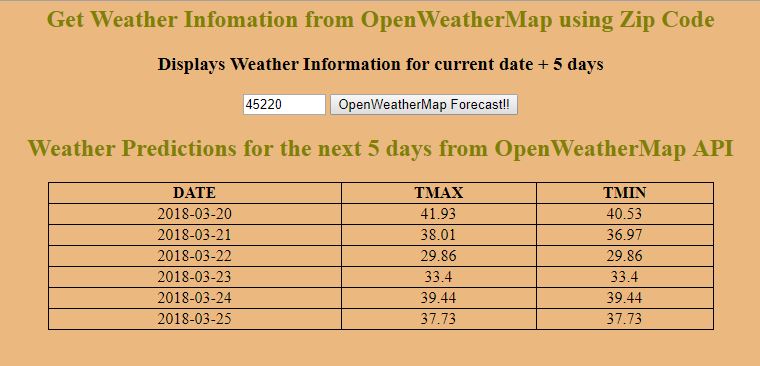 Get Weather Infomation from OpenWeatherMap using Zip Code
Displays Weather Information for current date + 5 days
45220 OpenWeatherMap Forecast!!
Weather Predictions for the next 5 days from OpenWeatherMap API
DATE TMAX TMIN
2018-03-20 41.93 40.53
2018-03-21 38.01 36.97
2018-03-22 29.86 29.86
2018-03-23 33.4 33.4
2018-03-24 39.44 39.44
2018-03-25 37.73 37.73